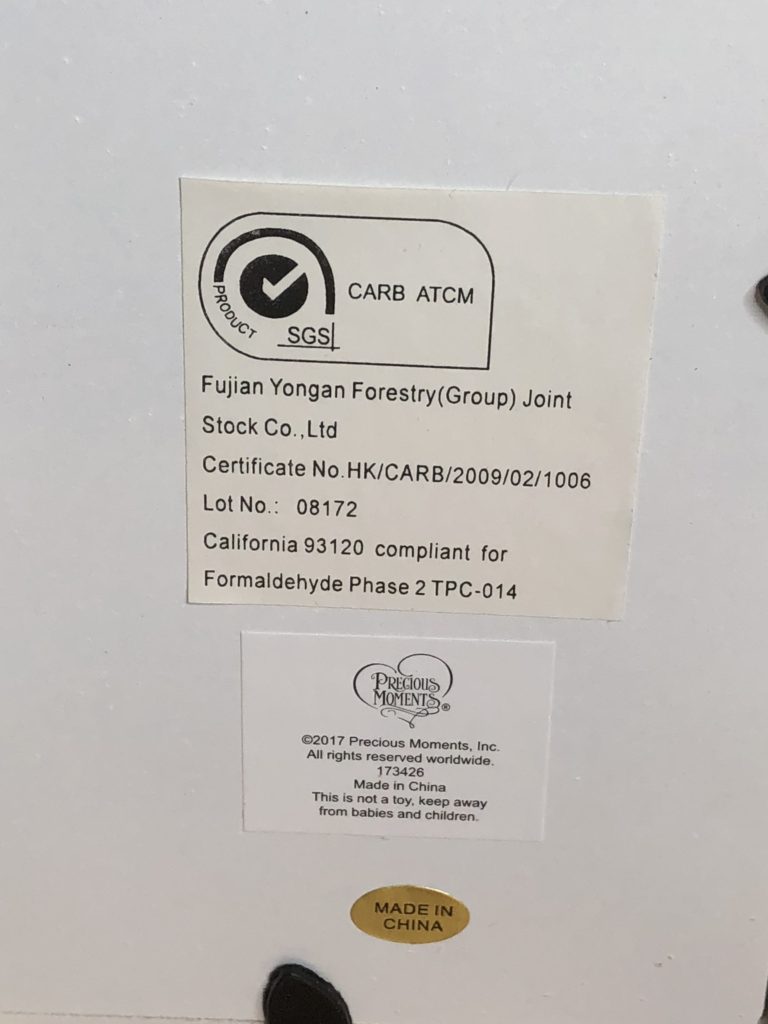 PRODUCT
SGS
CARB ATCM
Fujian Yongan Forestry(Group) Joint
Stock Co.,Ltd
Certificate No.HK/CARB/2009/02/1006
Lot No.: 08172
California 93120 compliant for
Formaldehyde Phase 2 TPC-014
PRECIOUS
MOMENTS®
©2017 Precious Moments, Inc.
All rights reserved worldwide.
173426
Made in China
This is not a toy, keep away
from babies and children.
MADE IN
CHINA